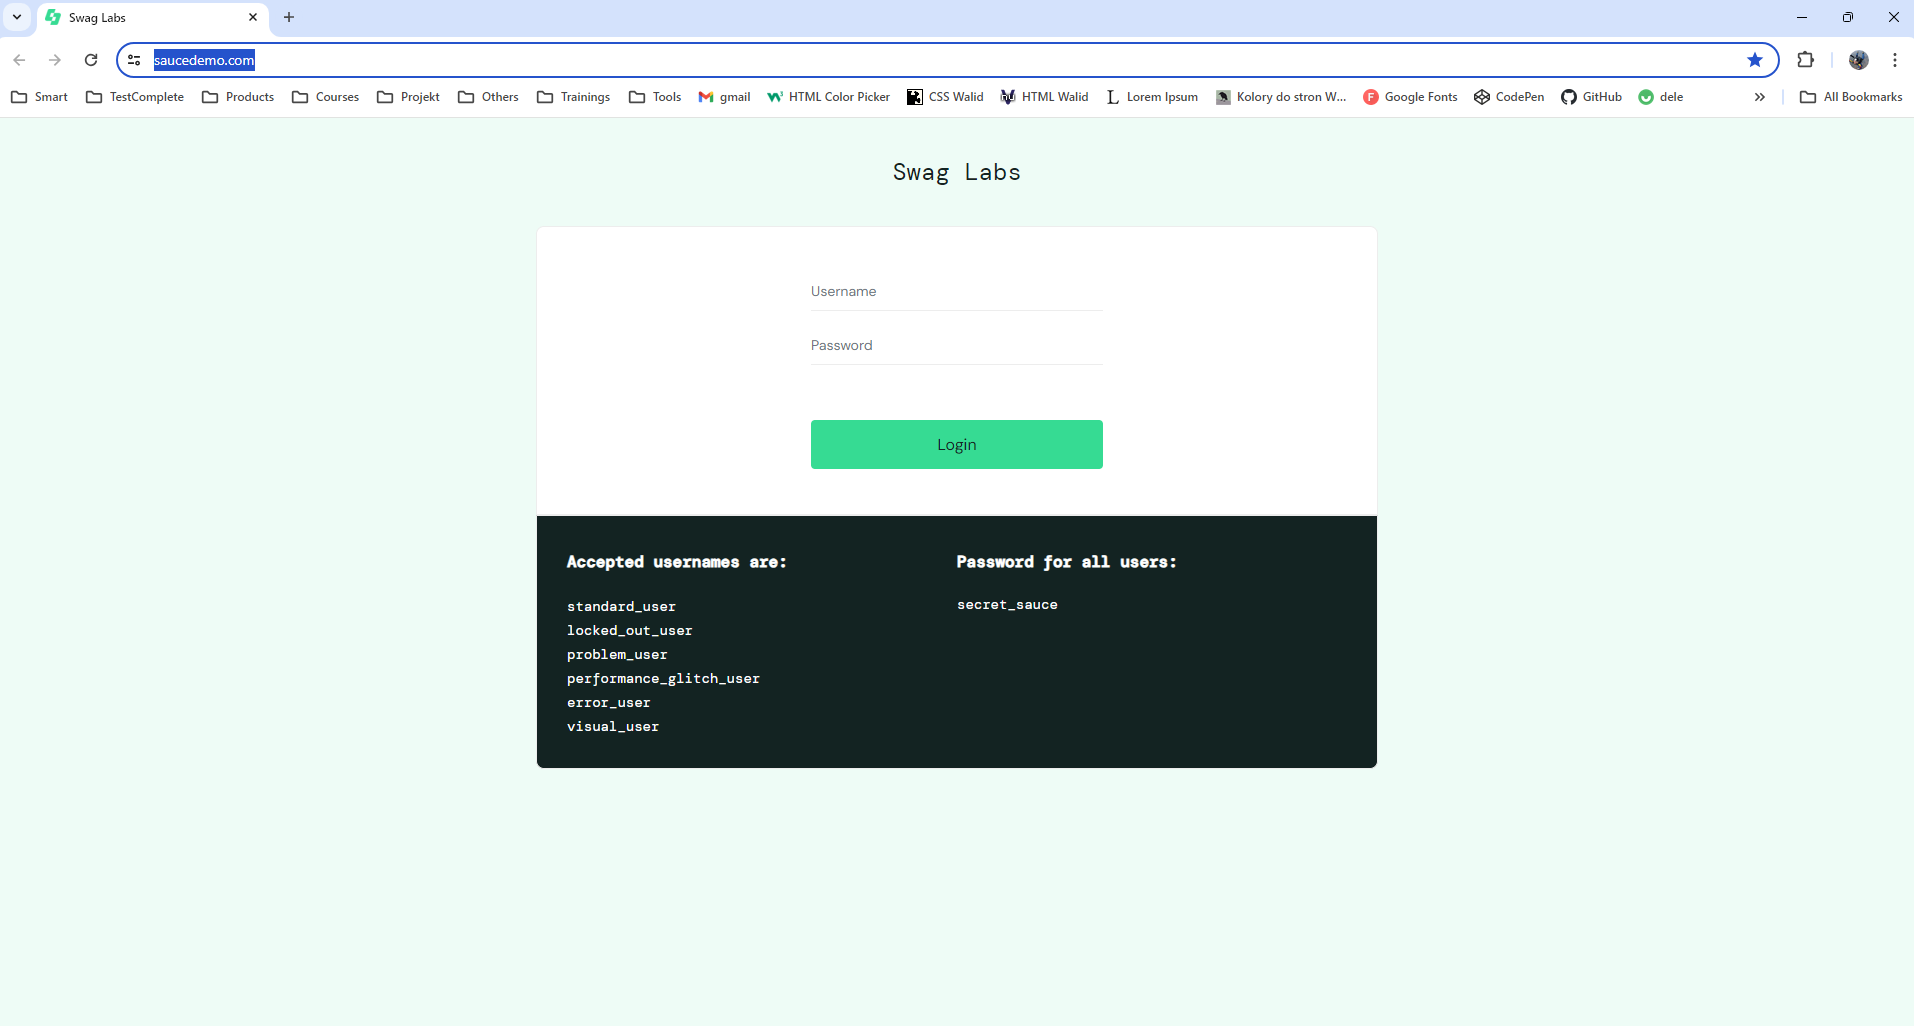 Swag Labs
saucedemo.com
Smart TestComplete Products Courses Projekt Others Trainings Tools gmail HTML Color Picker CSS Walid HTML Walid Lorem Ipsum Kolory do stron W... Google Fonts CodePen GitHub dele All Bookmarks
Swag Labs
Username
Password
Login
Accepted usernames are:
standard_user
locked_out_user
problem_user
performance_glitch_user
error_user
visual_user
Password for all users:
secret_sauce